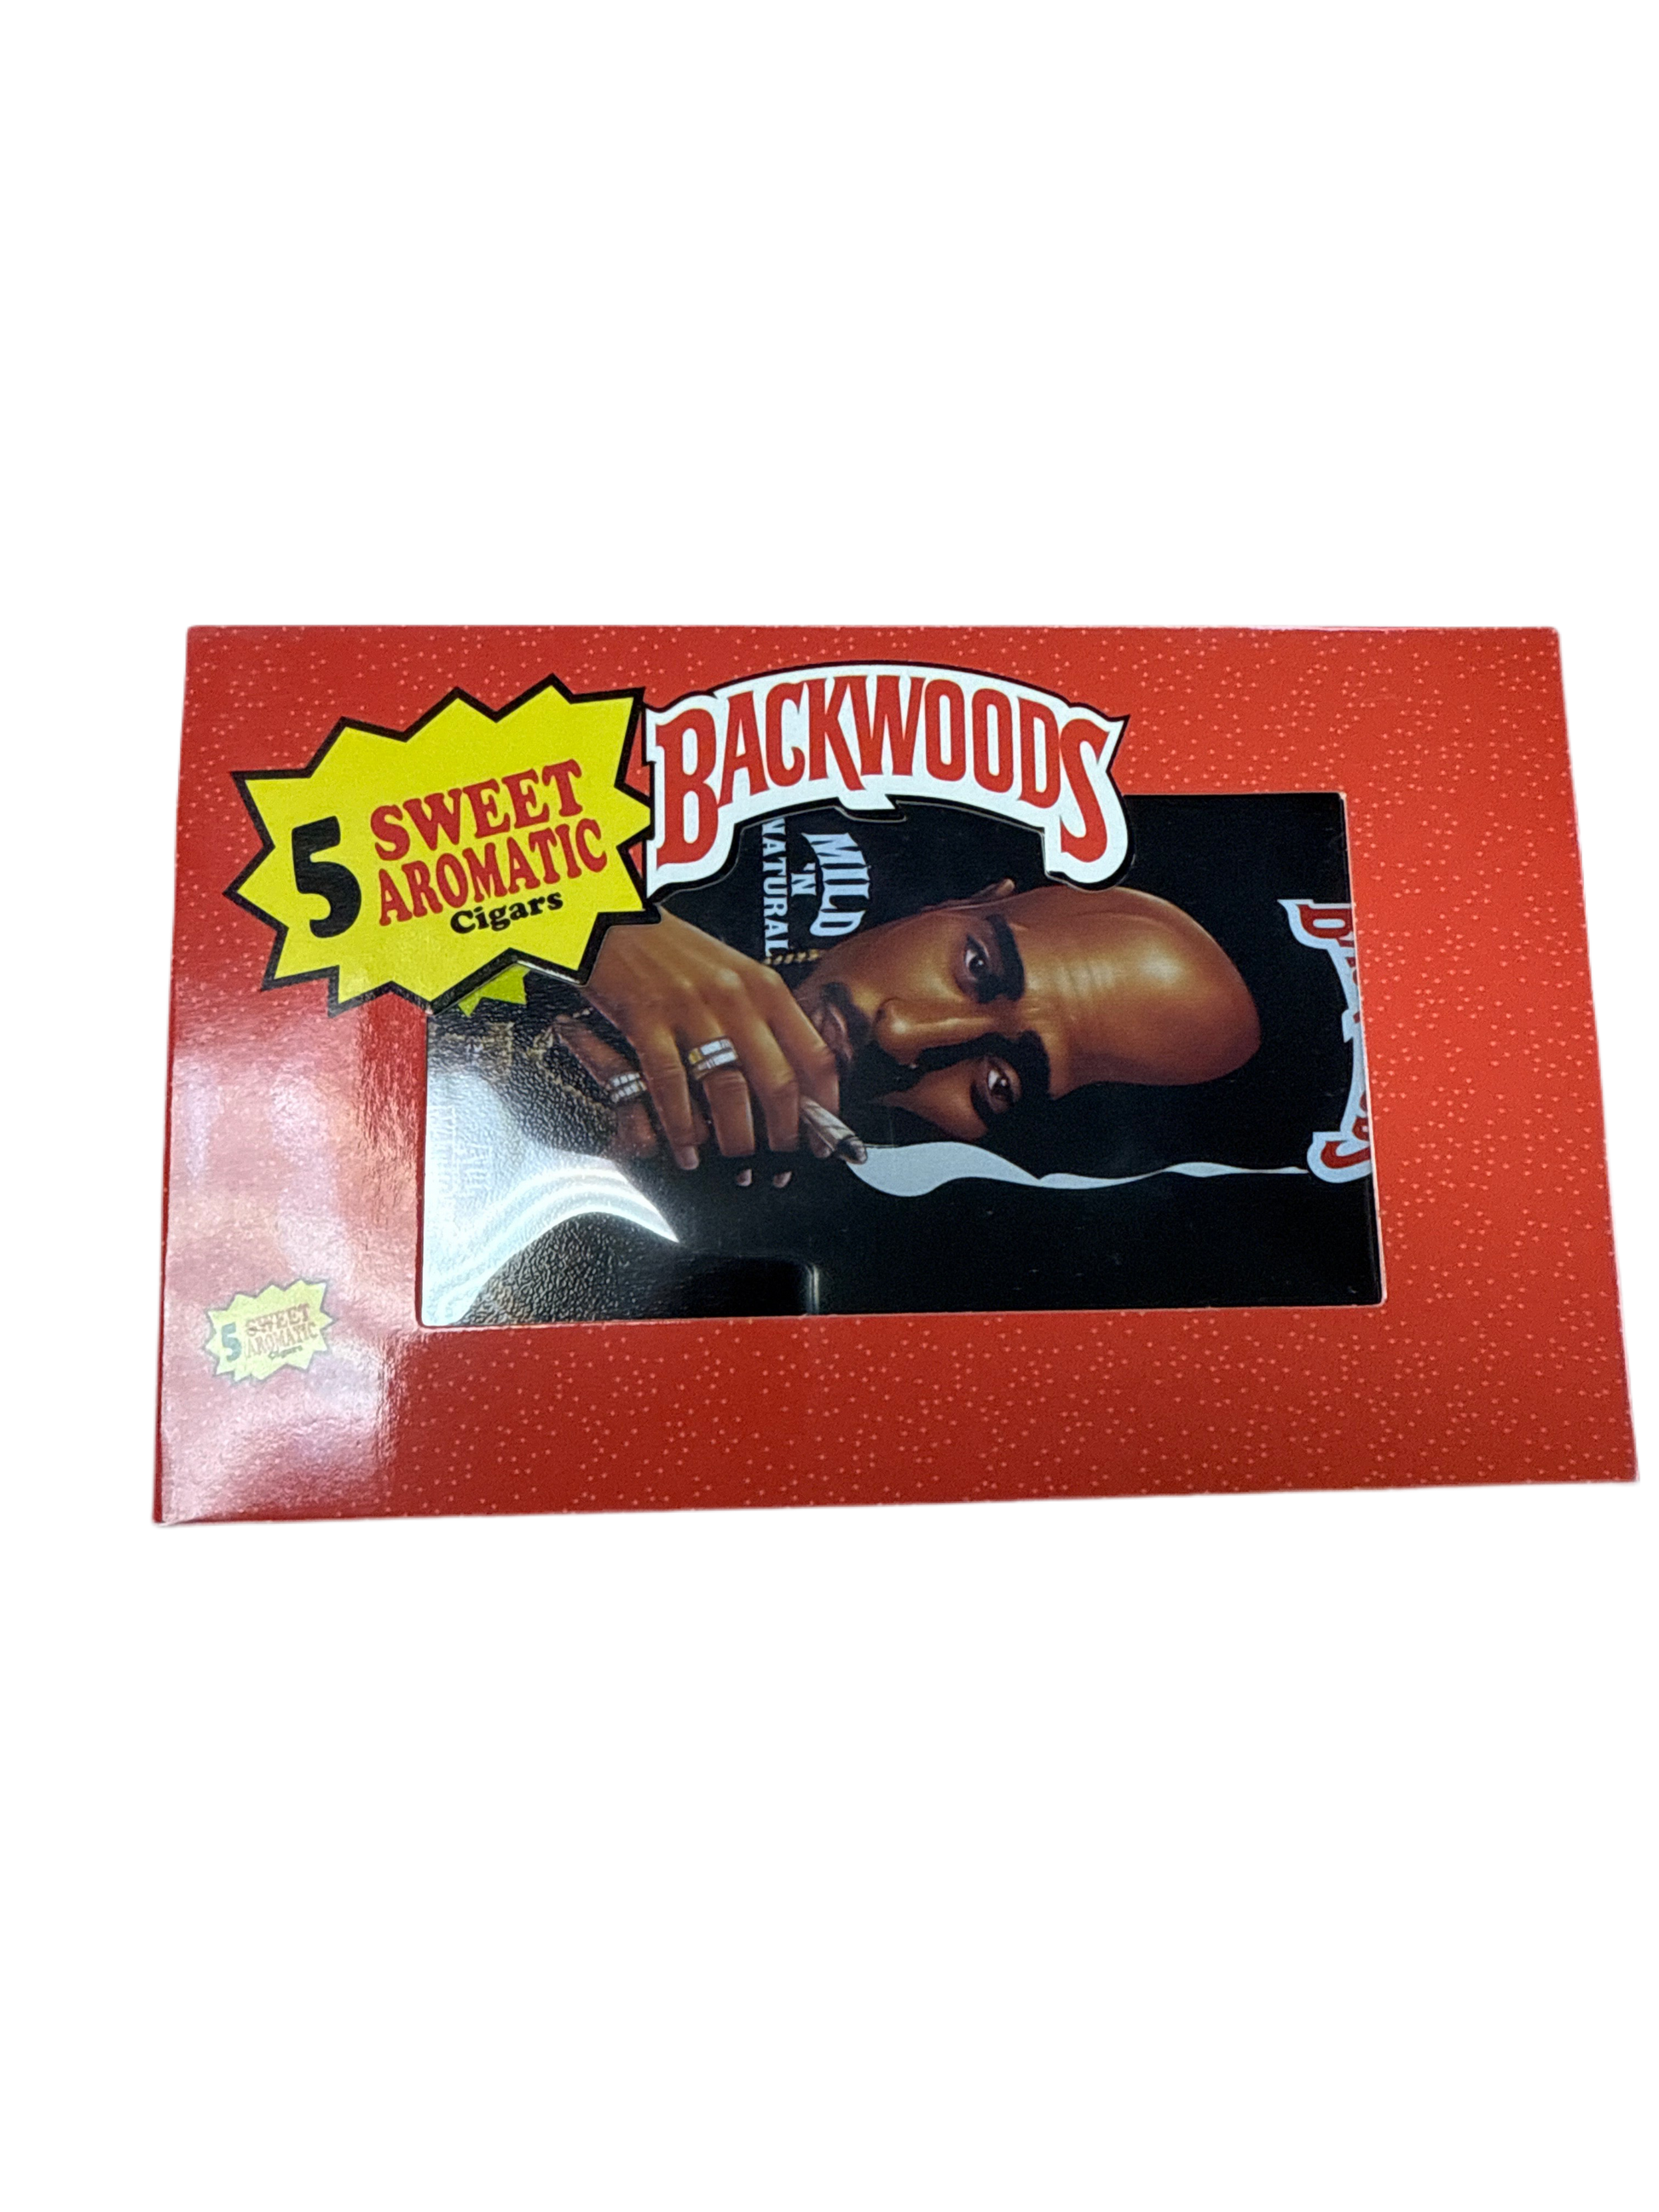 BACKWOODS
5 SWEET
AROMATIC
Cigars
MILD
'N
NATURAL
5 SWEET
AROMATIC
Cigars